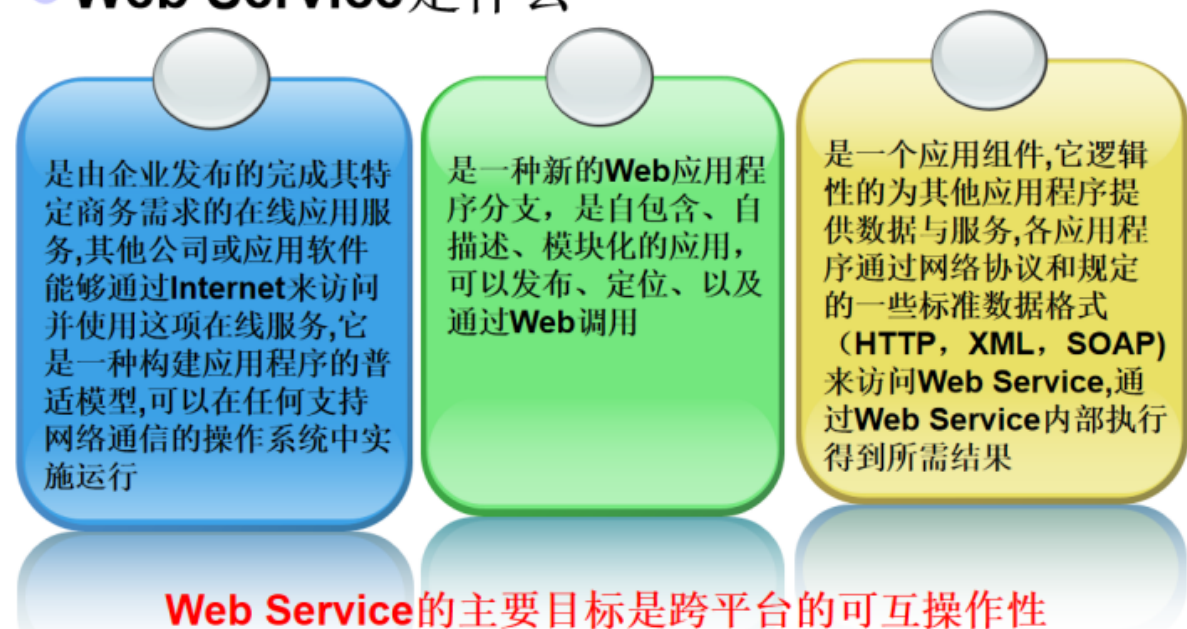 Web Service是什么
是由企业发布的完成其特
定商务需求的在线应用服
务,其他公司或应用软件
能够通过Internet来访问
并使用这项在线服务,它
是一种构建应用程序的普
适模型,可以在任何支持
网络通信的操作系统中实
施运行
是一种新的Web应用程
序分支，是自包含、自
描述、模块化的应用，
可以发布、定位、以及
通过Web调用
是一个应用组件,它逻辑
性的为其他应用程序提
供数据与服务,各应用程
序通过网络协议和规定
的一些标准数据格式
（HTTP，XML，SOAP)
来访问Web Service,通
过Web Service内部执行
得到所需结果
Web Service的主要目标是跨平台的可互操作性